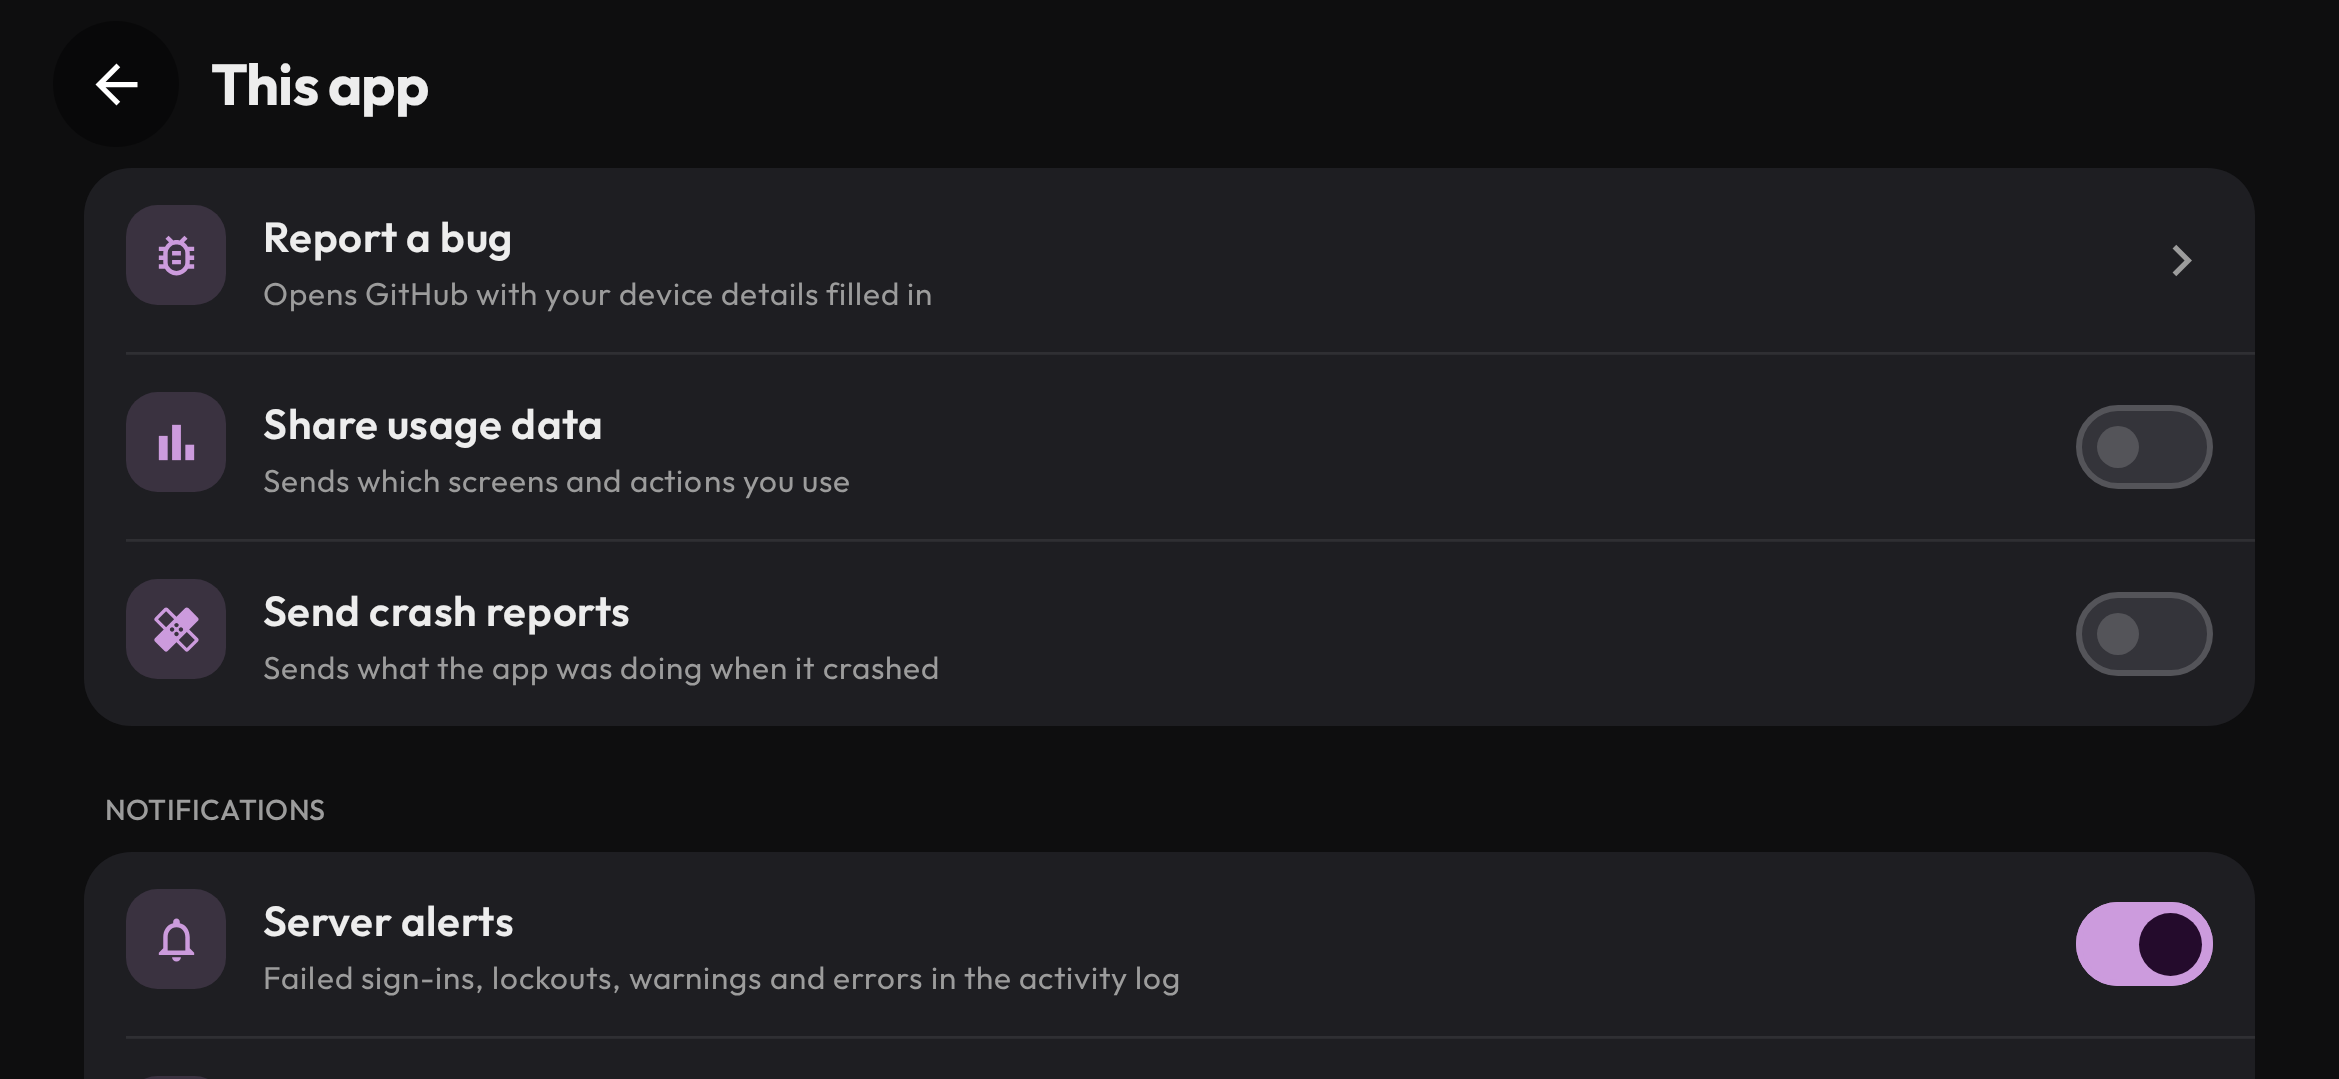 This app
Report a bug
Opens GitHub with your device details filled in
Share usage data
Sends which screens and actions you use
Send crash reports
Sends what the app was doing when it crashed
NOTIFICATIONS
Server alerts
Failed sign-ins, lockouts, warnings and errors in the activity log